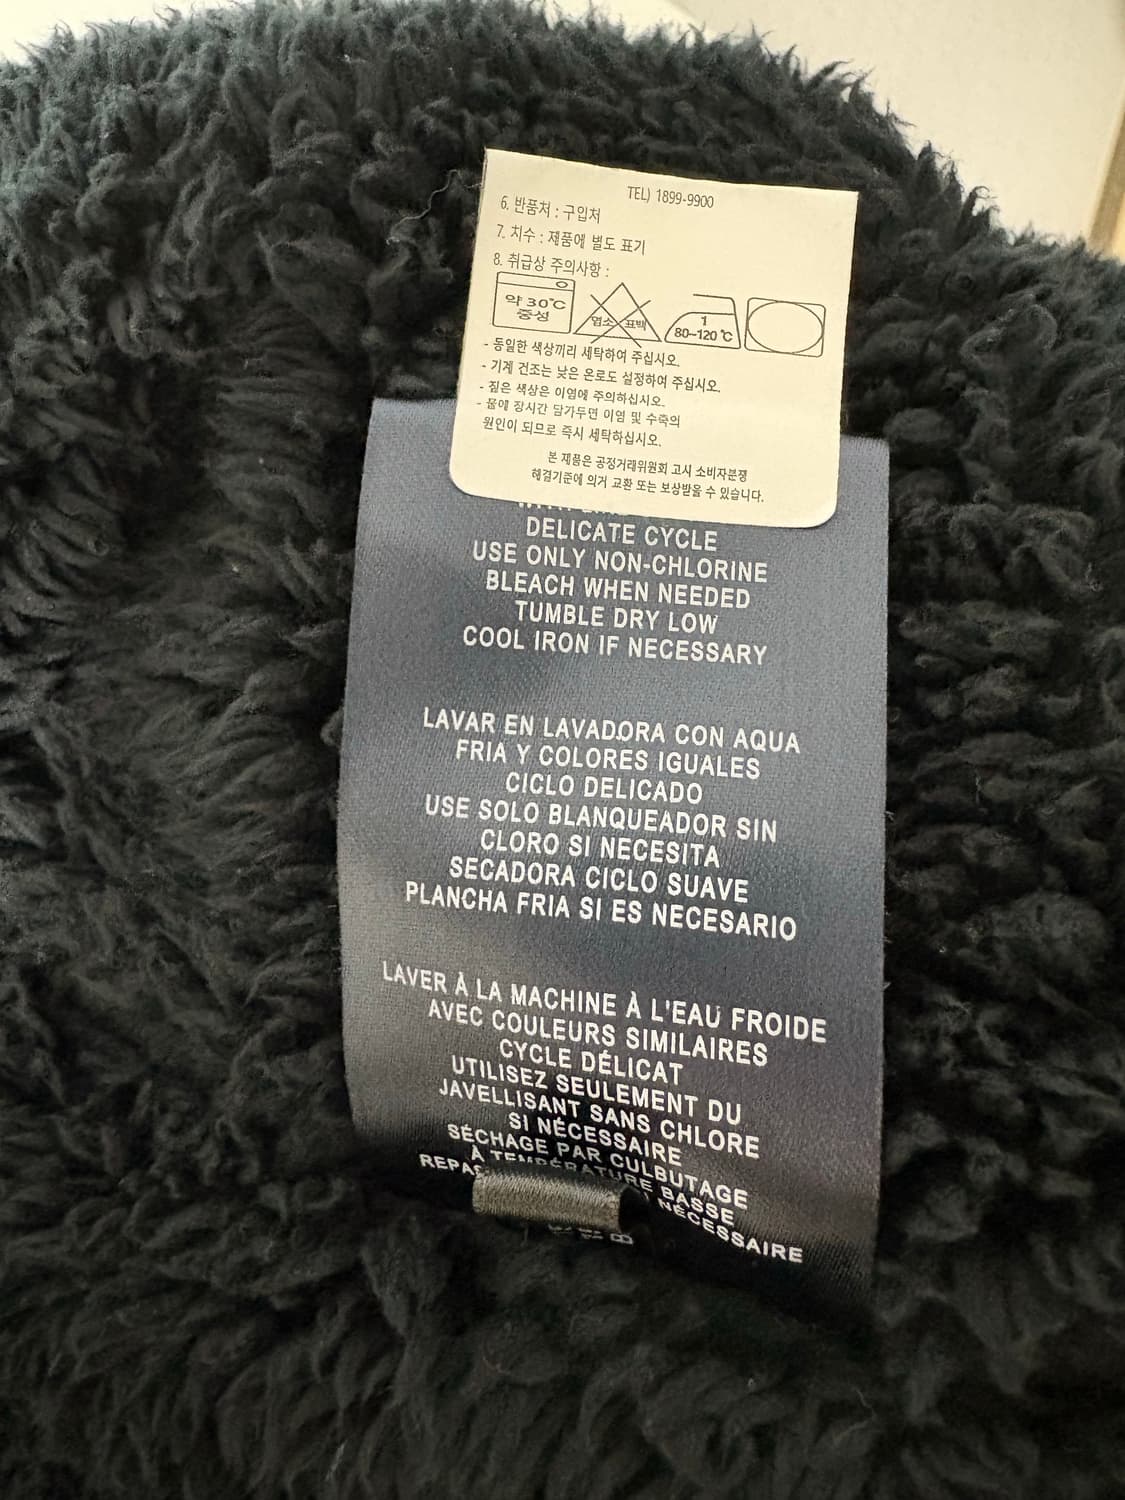 TEL) 1899-9900
6. 반품처 : 구입처
7. 치수 : 제품에 별도 표기
8. 취급상 주의사항 :
약 30℃
중성
염소 표백
1
80~120 ℃
- 동일한 색상끼리 세탁하여 주십시오.
- 기계 건조는 낮은 온로도 설정하여 주십시오.
- 짙은 색상은 이염에 주의하십시오.
- 물에 장시간 담가두면 이염 및 수축의
원인이 되므로 즉시 세탁하십시오.
본 제품은 공정거래위원회 고시 소비자분쟁
해결기준에 의거 교환 또는 보상받을 수 있습니다.
DELICATE CYCLE
USE ONLY NON-CHLORINE
BLEACH WHEN NEEDED
TUMBLE DRY LOW
COOL IRON IF NECESSARY
LAVAR EN LAVADORA CON AQUA
FRIA Y COLORES IGUALES
CICLO DELICADO
USE SOLO BLANQUEADOR SIN
CLORO SI NECESITA
SECADORA CICLO SUAVE
PLANCHA FRIA SI ES NECESARIO
LAVER À LA MACHINE À L'EAU FROIDE
AVEC COULEURS SIMILAIRES
CYCLE DÉLICAT
UTILISEZ SEULEMENT DU
JAVELLISANT SANS CHLORE
SI NÉCESSAIRE
SÉCHAGE PAR CULBUTAGE
À TEMPÉRATURE BASSE
NÉCESSAIRE